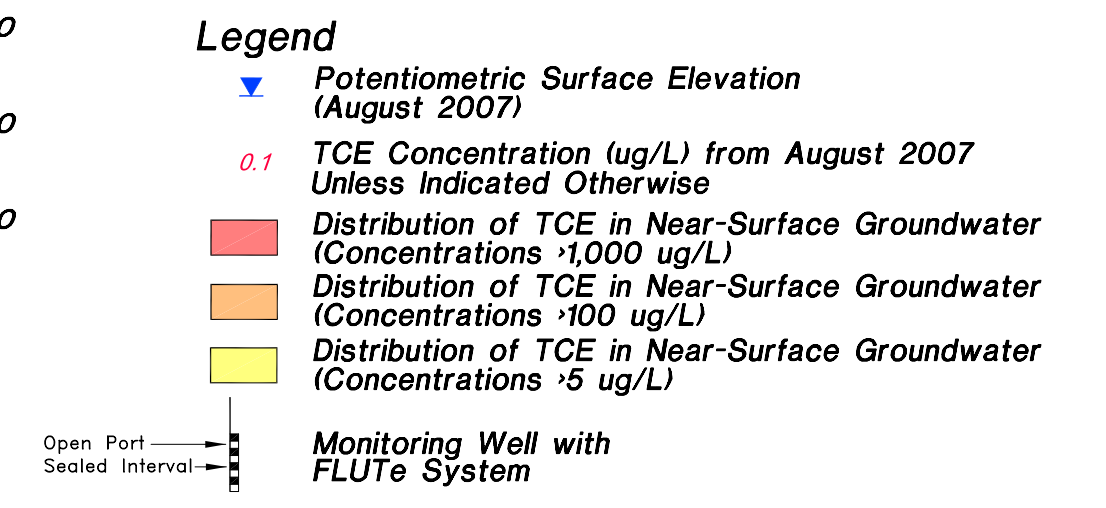 0
0
0
Legend
Potentiometric Surface Elevation
(August 2007)
0.1
TCE Concentration (ug/L) from August 2007
Unless Indicated Otherwise
Distribution of TCE in Near-Surface Groundwater
(Concentrations >1,000 ug/L)
Distribution of TCE in Near-Surface Groundwater
(Concentrations >100 ug/L)
Distribution of TCE in Near-Surface Groundwater
(Concentrations >5 ug/L)
Open Port
Sealed Interval
Monitoring Well with
FLUTe System